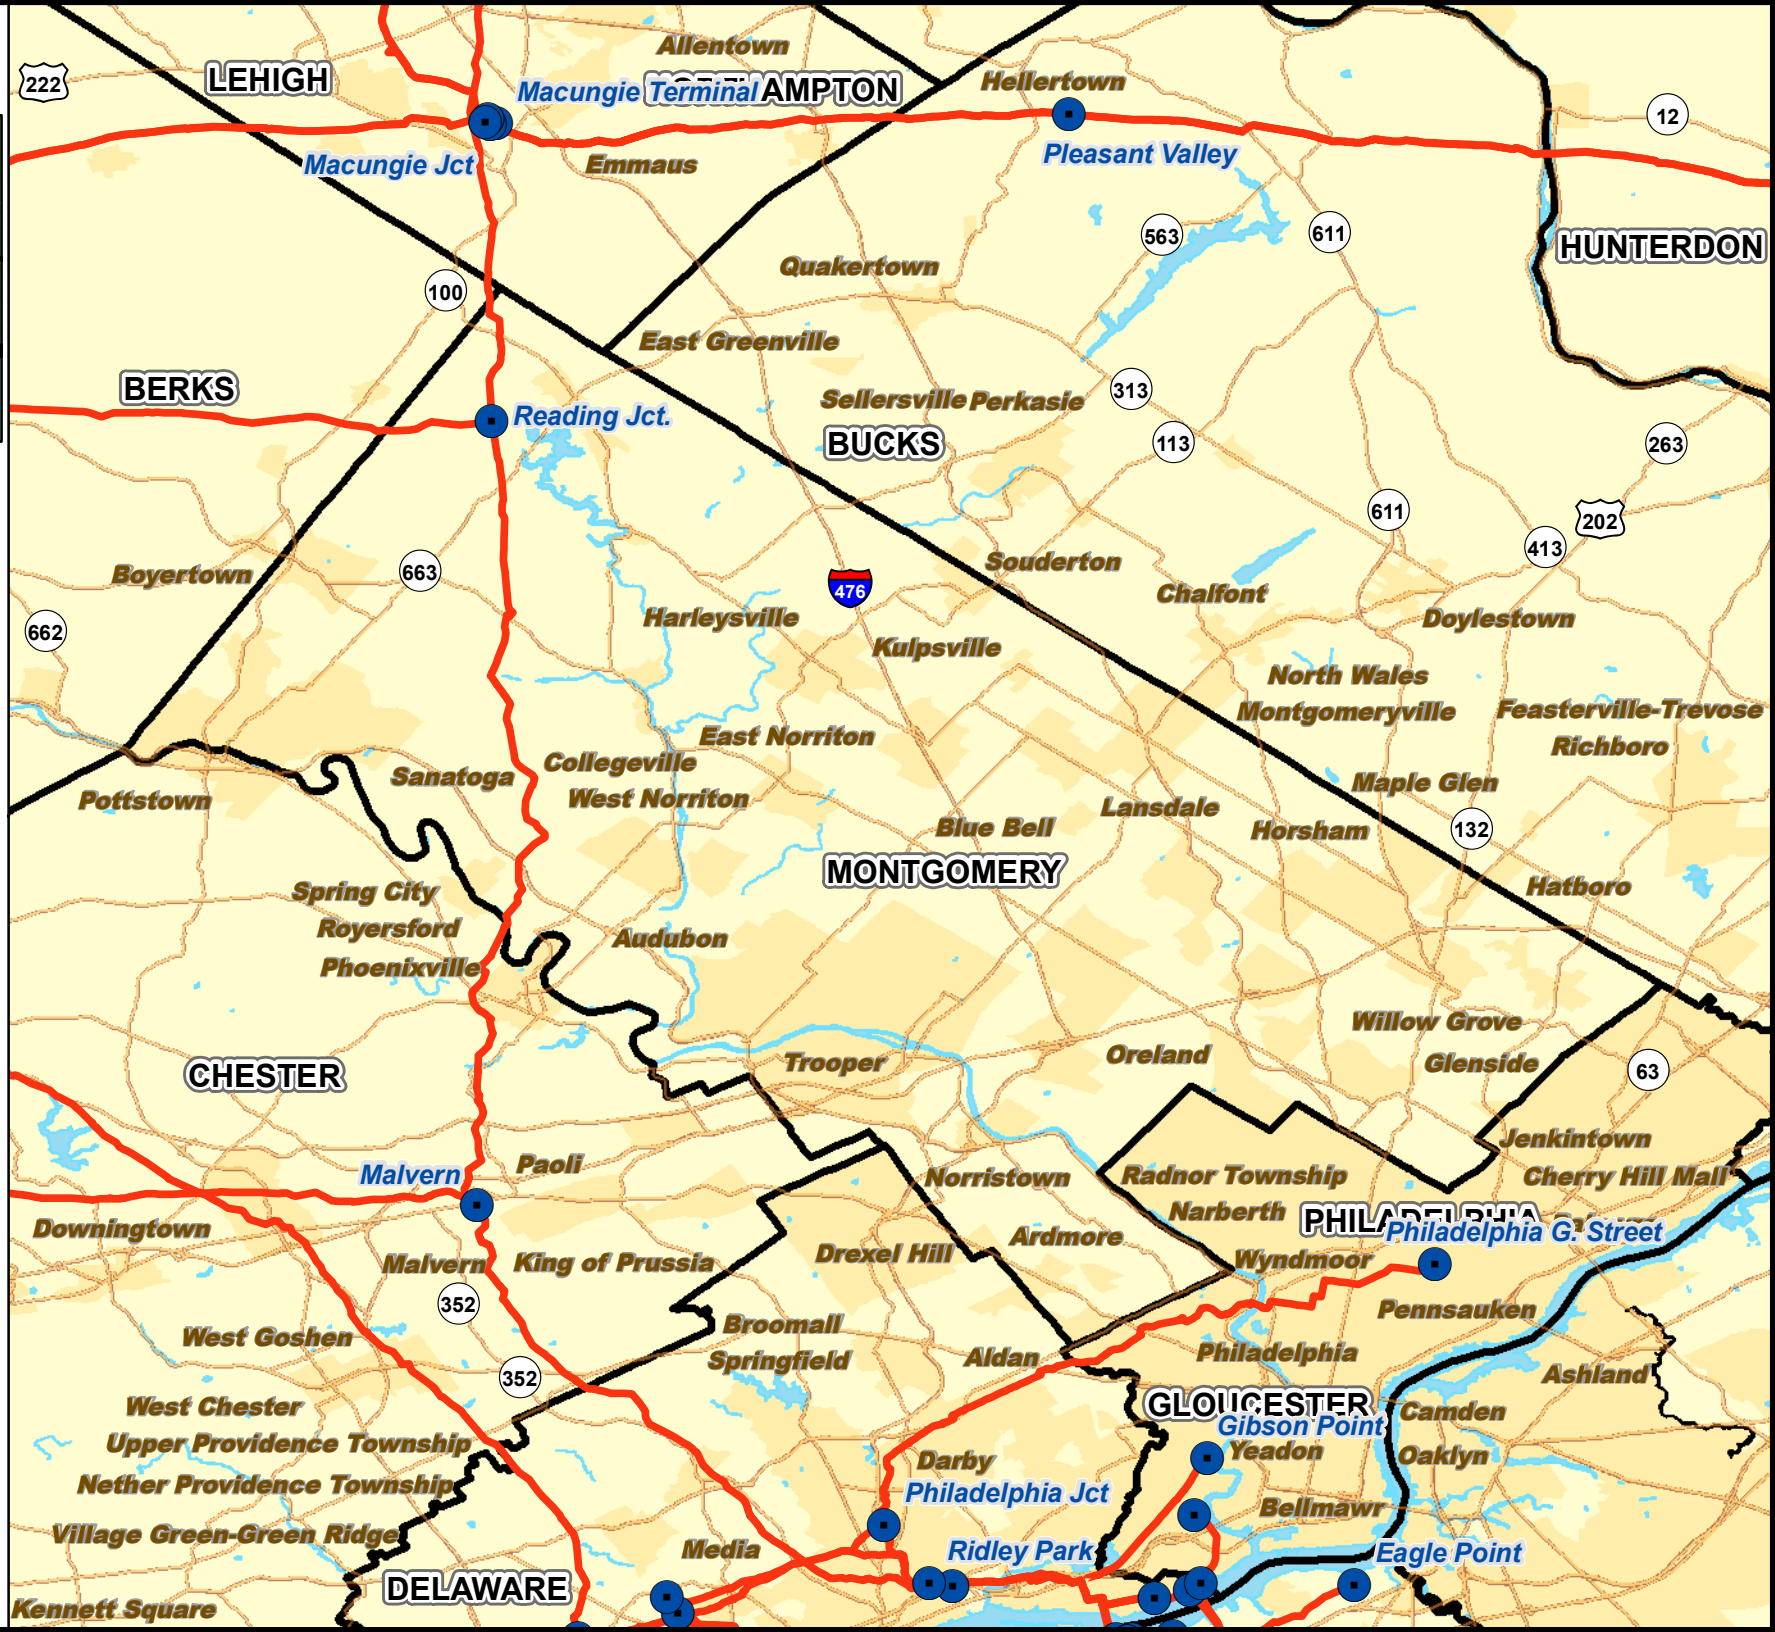 Allentown
222
LEHIGH
Macungie Terminal
AMPTON
Hellertown
12
Macungie Jct
Emmaus
Pleasant Valley
563
611
HUNTERDON
Quakertown
100
East Greenville
BERKS
Sellersville
Perkasie
313
Reading Jct.
BUCKS
113
263
611
202
413
Boyertown
663
476
Souderton
Chalfont
662
Harleysville
Kulpsville
Doylestown
North Wales
Montgomeryville
Feasterville-Trevose
East Norriton
Richboro
Sanatoga
Collegeville
Maple Glen
Pottstown
West Norriton
Lansdale
Blue Bell
Horsham
132
MONTGOMERY
Spring City
Hatboro
Royersford
Audubon
Phoenixville
Willow Grove
Trooper
Oreland
Glenside
63
CHESTER
Jenkintown
Malvern
Paoli
Norristown
Radnor Township
Cherry Hill Mall
Narberth
PHILADELPHIA
Downingtown
Philadelphia G. Street
Malvern
King of Prussia
Drexel Hill
Ardmore
Wyndmoor
352
Pennsauken
West Goshen
Broomall
Springfield
Aldan
Philadelphia
352
Ashland
West Chester
GLOUCESTER
Gibson Point
Camden
Upper Providence Township
Yeadon
Oaklyn
Nether Providence Township
Darby
Philadelphia Jct
Bellmawr
Village Green-Green Ridge
Media
Ridley Park
Eagle Point
DELAWARE
Kennett Square